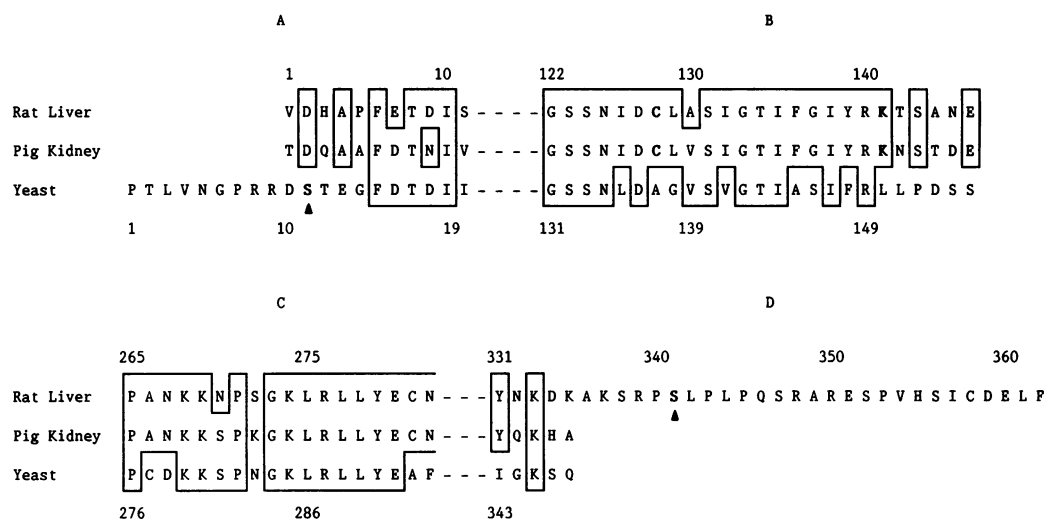 A B
1 10 122 130 140
Rat Liver V D H A P F E T D I S - - - - G S S N I D C L A S I G T I F G I Y R K T S A N E
Pig Kidney T D Q A A F D T N I V - - - - G S S N I D C L V S I G T I F G I Y R K N S T D E
Yeast P T L V N G P R R D S T E G F D T D I I - - - - G S S N L D A G V S V G T I A S I F R L L P D S S
▲
1 10 19 131 139 149
C D
265 275 331 340 350 360
Rat Liver P A N K K N P S G K L R L L Y E C N - - - Y N K D K A K S R P S L P L P Q S R A R E S P V H S I C D E L F
▲
Pig Kidney P A N K K S P K G K L R L L Y E C N - - - Y Q K H A
Yeast P C D K K S P N G K L R L L Y E A F - - - I G K S Q
276 286 343